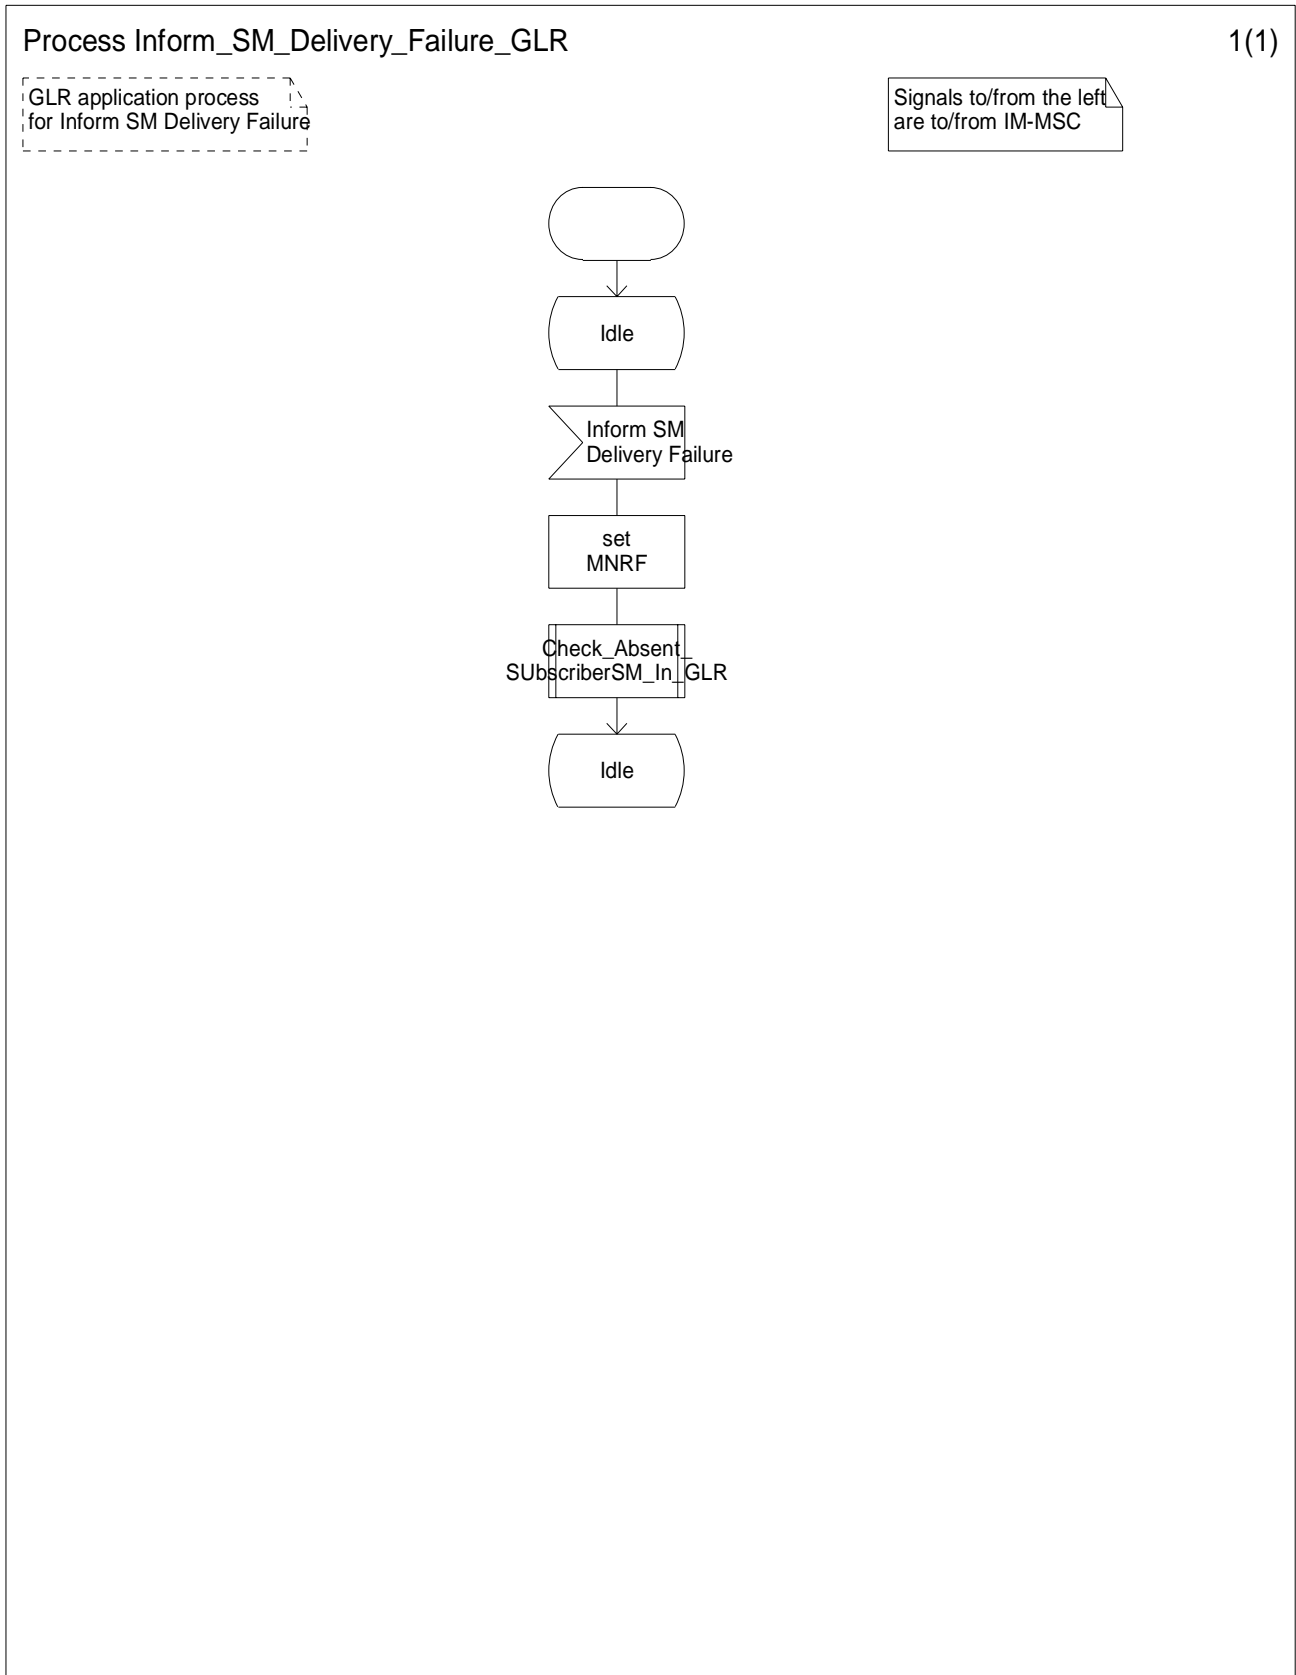 Process Inform_SM_Delivery_Failure_GLR
1(1)
GLR application process
for Inform SM Delivery Failure
Signals to/from the left
are to/from IM-MSC
Idle
Inform SM
Delivery Failure
set
MNRF
Check_Absent_
SUbscriberSM_In_GLR
Idle